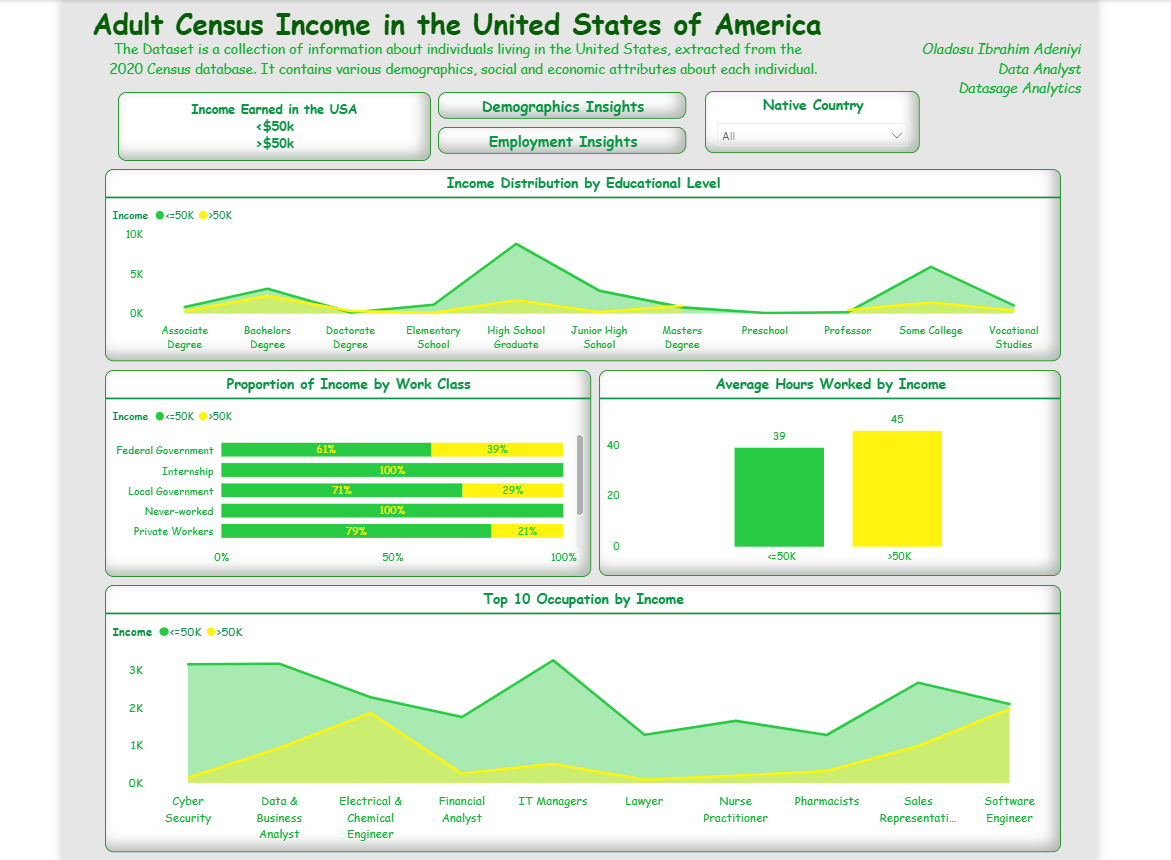 Adult Census Income in the United States of America
The Dataset is a collection of information about individuals living in the United States, extracted from the
2020 Census database. It contains various demographics, social and economic attributes about each individual.
Oladosu Ibrahim Adeniyi
Data Analyst
Datasage Analytics
Income Earned in the USA
<$50k
>$50k
Demographics Insights
Employment Insights
Native Country
All
Income Distribution by Educational Level
Income <=50K >50K
10K
5K
0K
Associate
Degree
Bachelors
Degree
Doctorate
Degree
Elementary
School
High School
Graduate
Junior High
School
Masters
Degree
Preschool
Professor
Some College
Vocational
Studies
Proportion of Income by Work Class
Income <=50K >50K
Federal Government 61% 39%
Internship 100%
Local Government 71% 29%
Never-worked 100%
Private Workers 79% 21%
0% 50% 100%
Average Hours Worked by Income
45
39
40
20
0
<=50K >50K
Top 10 Occupation by Income
Income <=50K >50K
3K
2K
1K
0K
Cyber
Security
Data &
Business
Analyst
Electrical &
Chemical
Engineer
Financial
Analyst
IT Managers
Lawyer
Nurse
Practitioner
Pharmacists
Sales
Representati...
Software
Engineer